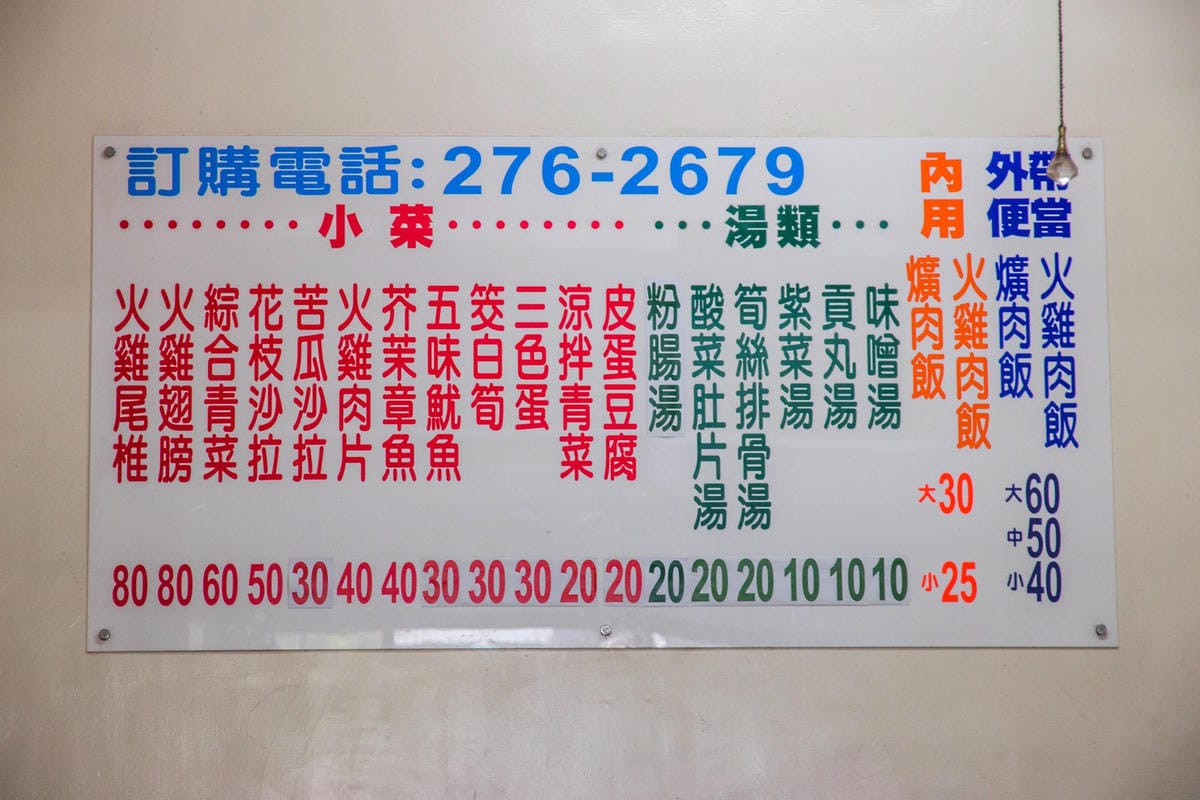 訂購電話:276-2679
外帶
便當
火雞肉飯
爌肉飯
大60
中50
小40
內
用
火雞肉飯
爌肉飯
大30
小25
···湯類···
味噌湯
10
貢丸湯
10
紫菜湯
10
筍絲排骨湯
20
酸菜肚片湯
20
粉腸湯
20
········小菜········
皮蛋豆腐
20
涼拌青菜
20
三色蛋
30
筊白筍
30
五味魷魚
30
芥茉章魚
40
火雞肉片
40
苦瓜沙拉
30
花枝沙拉
50
綜合青菜
60
火雞翅膀
80
火雞尾椎
80